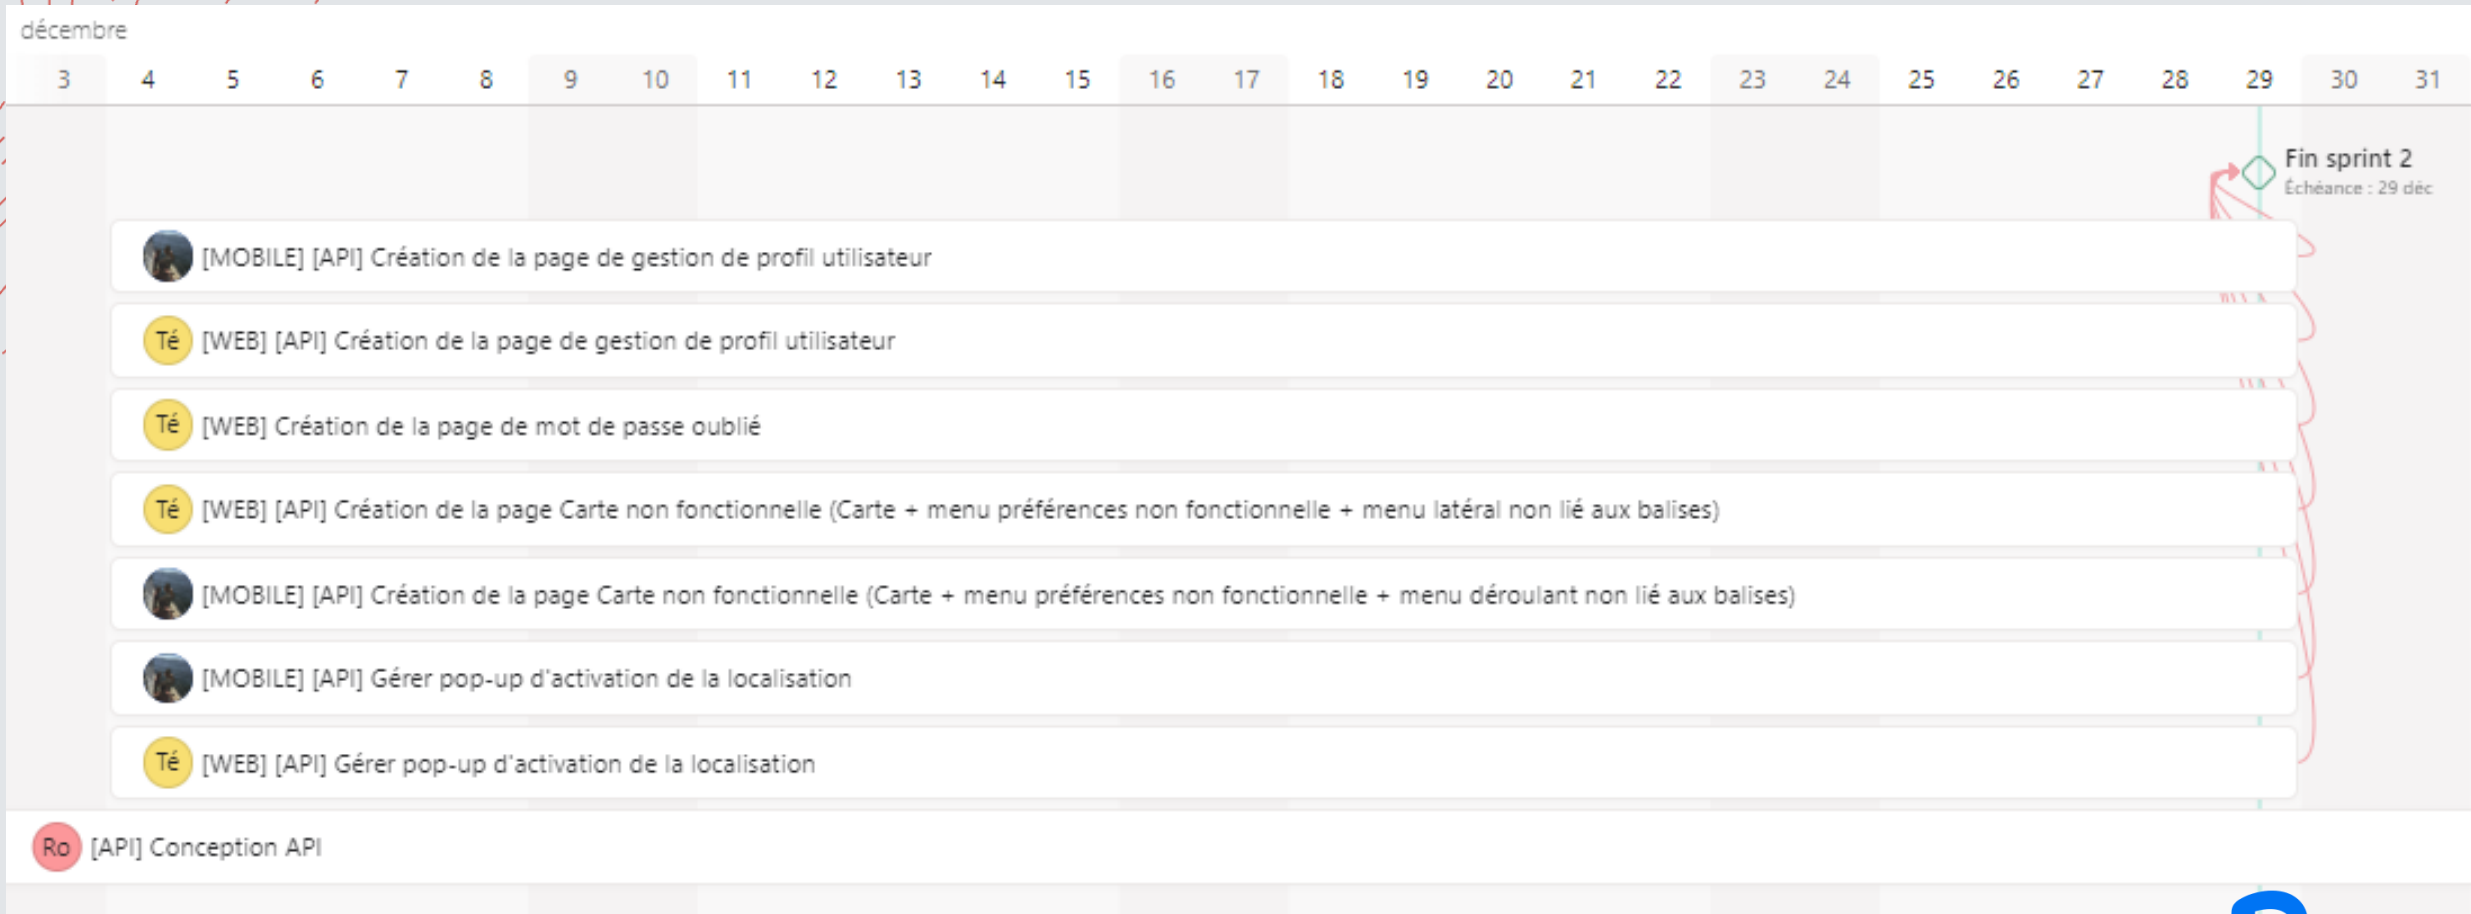 décembre
3 4 5 6 7 8 9 10 11 12 13 14 15 16 17 18 19 20 21 22 23 24 25 26 27 28 29 30 31
Fin sprint 2
Échéance : 29 déc
[MOBILE] [API] Création de la page de gestion de profil utilisateur
Té [WEB] [API] Création de la page de gestion de profil utilisateur
Té [WEB] Création de la page de mot de passe oublié
Té [WEB] [API] Création de la page Carte non fonctionnelle (Carte + menu préférences non fonctionnelle + menu latéral non lié aux balises)
[MOBILE] [API] Création de la page Carte non fonctionnelle (Carte + menu préférences non fonctionnelle + menu déroulant non lié aux balises)
[MOBILE] [API] Gérer pop-up d'activation de la localisation
Té [WEB] [API] Gérer pop-up d'activation de la localisation
Ro [API] Conception API